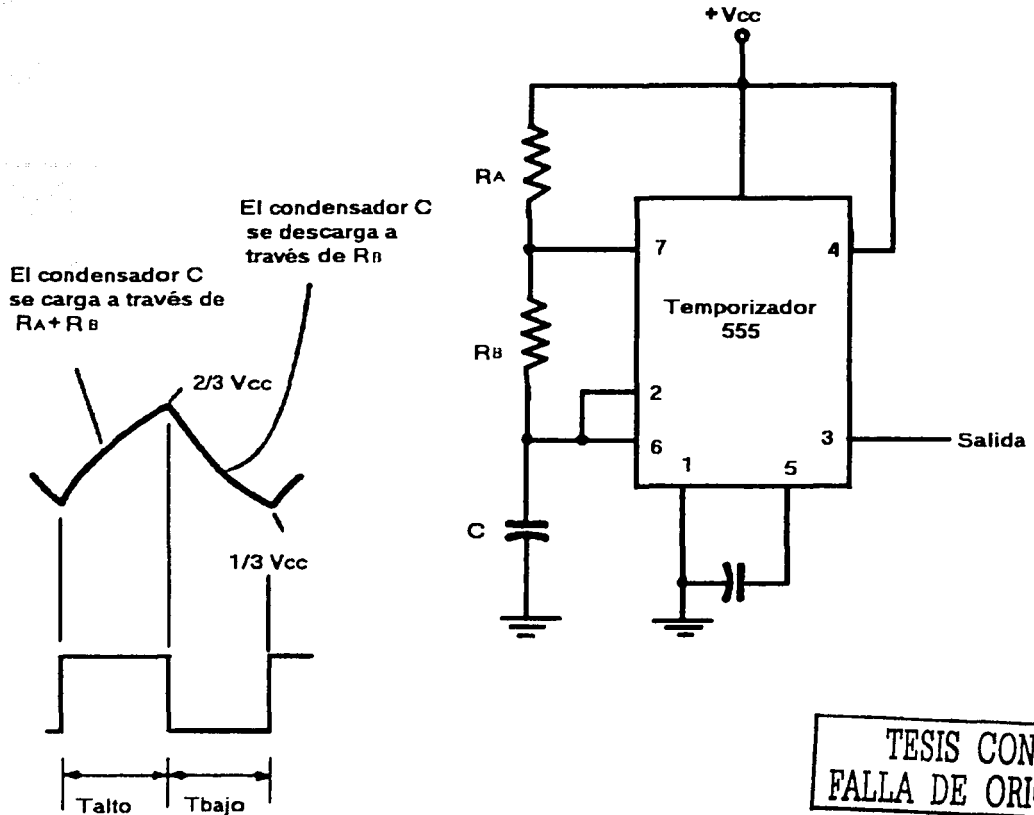 +Vcc
RA
El condensador C
se descarga a
través de RB
El condensador C
se carga a través de
RA+RB
7
4
Temporizador
555
RB
2/3 Vcc
2
6
3
Salida
1
5
C
1/3 Vcc
Talto
Tbajo
TESIS CON
FALLA DE ORI